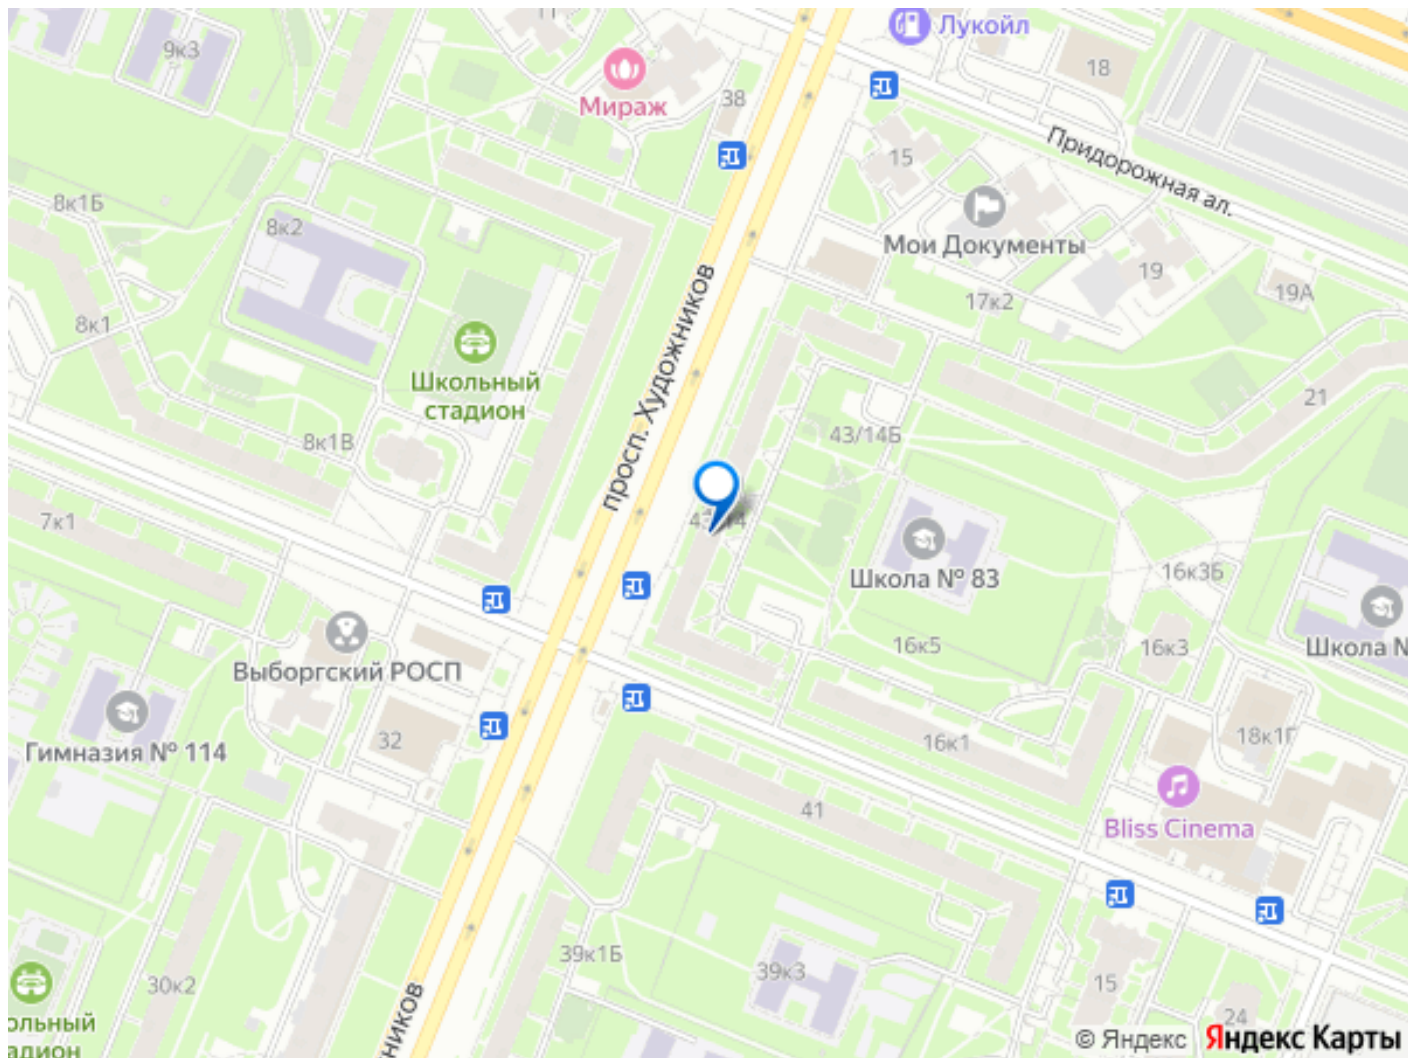 11
Лукойл
9к3
18
Мираж
38
Придорожная ал.
15
8к1Б
8к2
Мои Документы
19
19А
17к2
8к1
просп. Художников
Школьный
стадион
21
43/14Б
8к1В
7к1
Школа № 83
16к3Б
16к5
16к3
Школа N
Выборгский РОСП
Гимназия № 114
32
16к1
18к1Г
41
Bliss Cinema
39к1Б
39к3
30к2
15
24
ников
ольный
адион
© Яндекс
Яндекс Карты